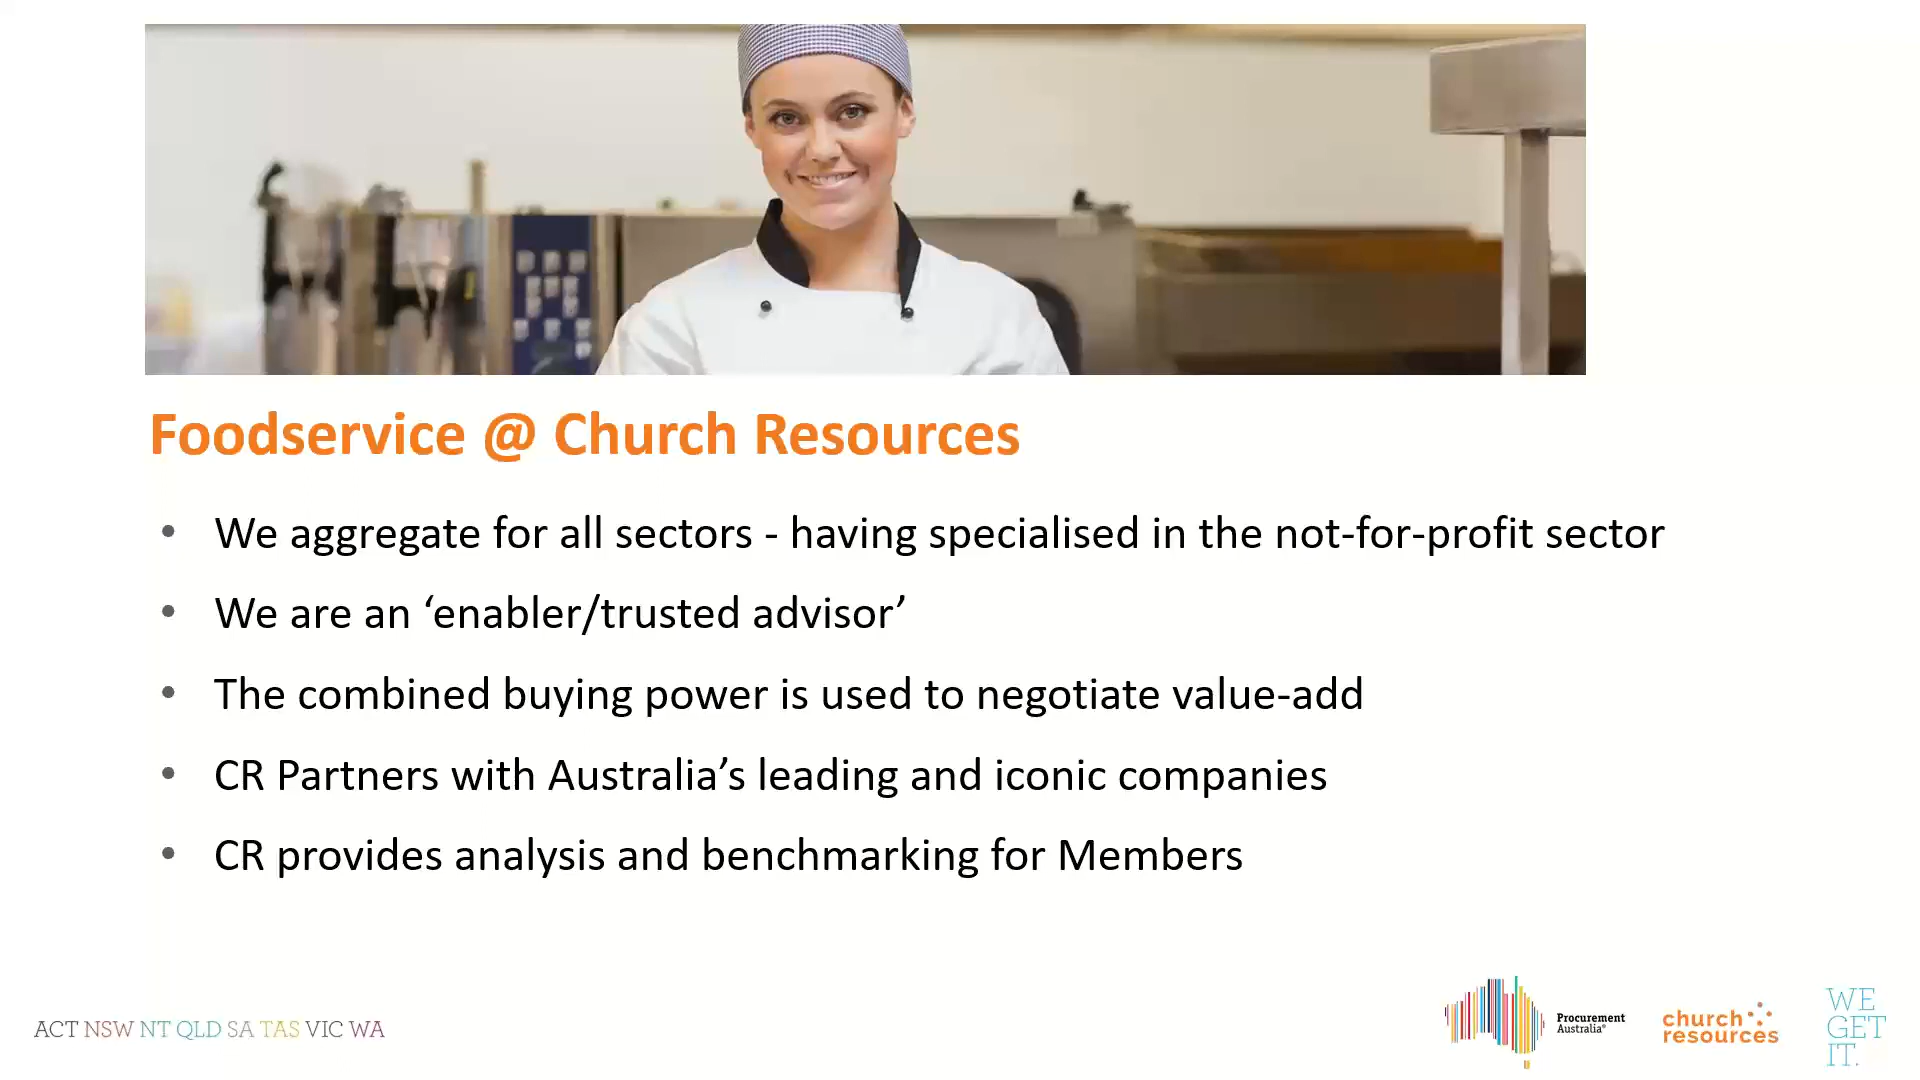 Foodservice @ Church Resources
• We aggregate for all sectors - having specialised in the not-for-profit sector
• We are an ‘enabler/trusted advisor’
• The combined buying power is used to negotiate value-add
• CR Partners with Australia’s leading and iconic companies
• CR provides analysis and benchmarking for Members
ACT NSW NT QLD SA TAS VIC WA
Procurement
Australia®
church
resources
WE
GET
IT.